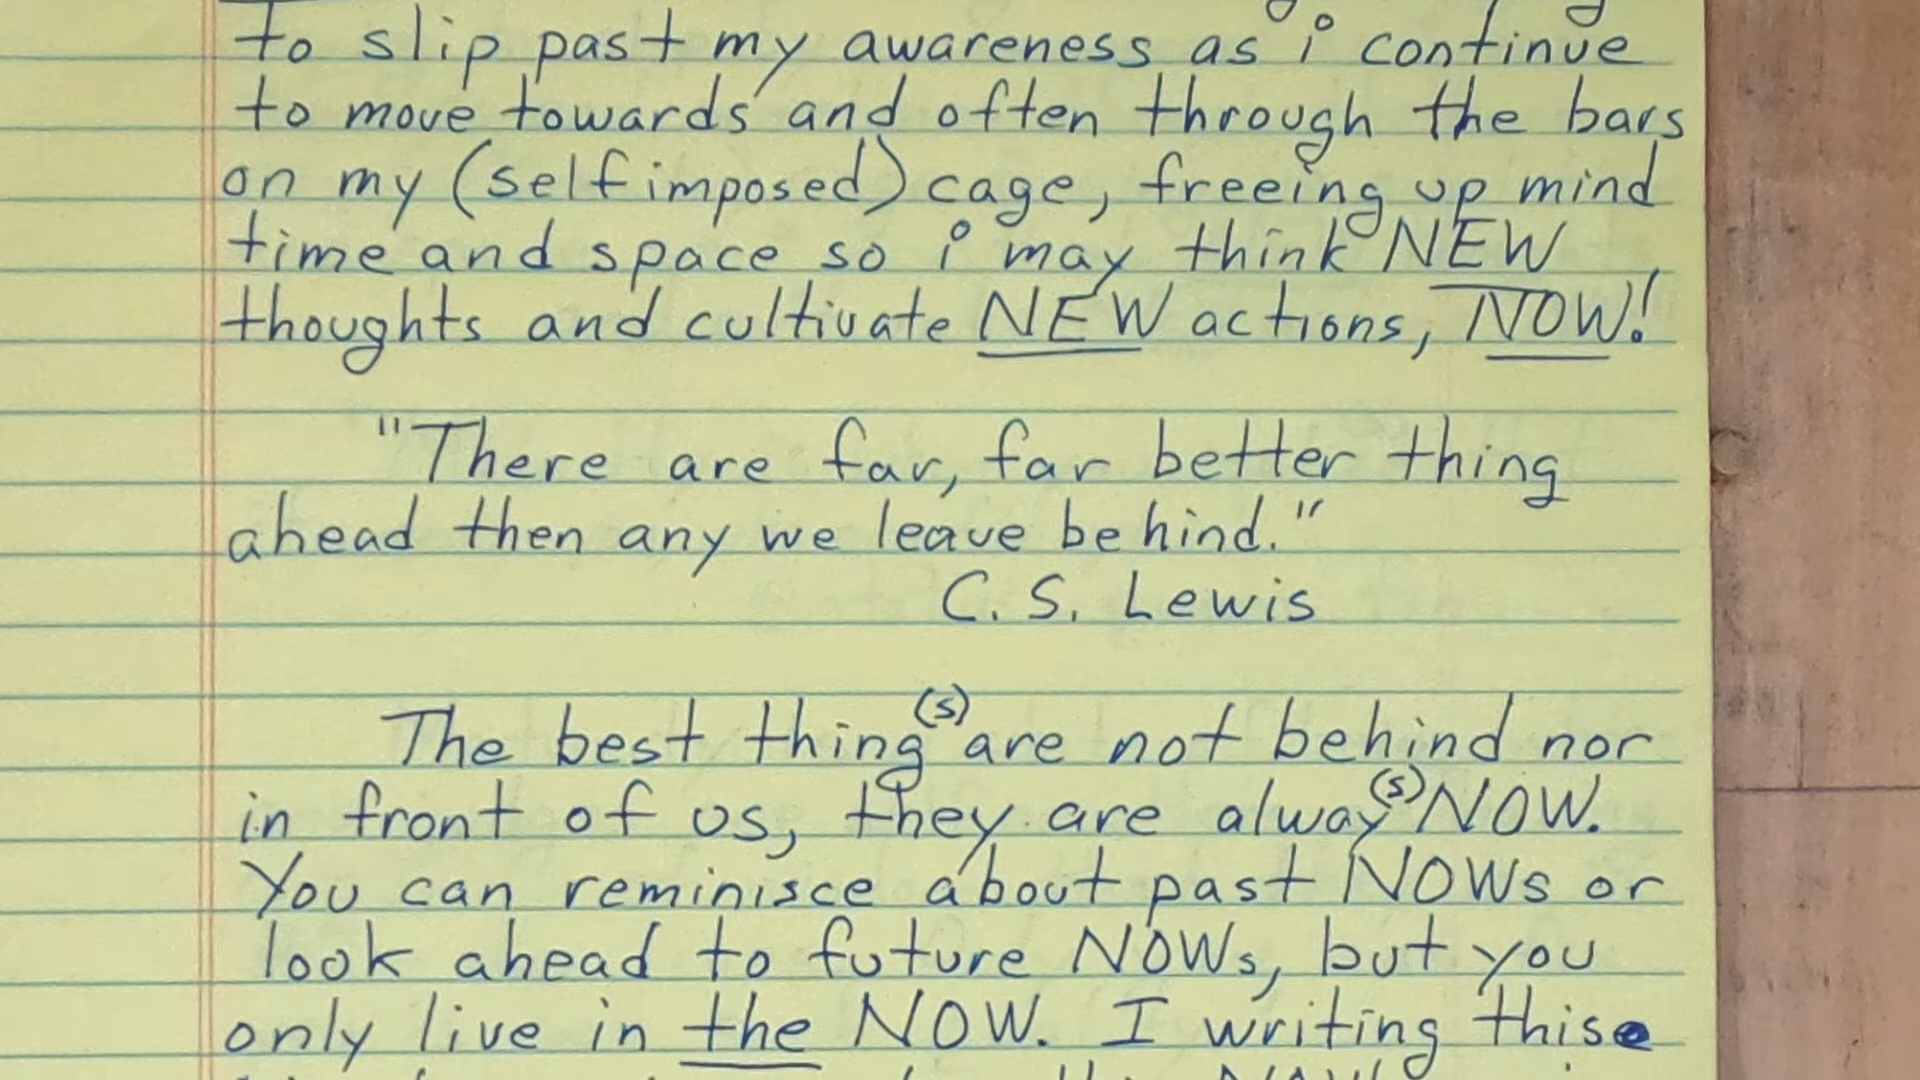 to slip past my awareness as i continue
to move towards and often through the bars
on my (self imposed) cage, freeing up mind
time and space so i may think NEW
thoughts and cultivate NEW actions, NOW!
"There are far, far better thing
ahead then any we leave behind."
C. S. Lewis
The best thing(s) are not behind nor
in front of us, they are alway(s) NOW.
You can reminisce about past NOWs or
look ahead to future NOWs, but you
only live in the NOW. I writing thise